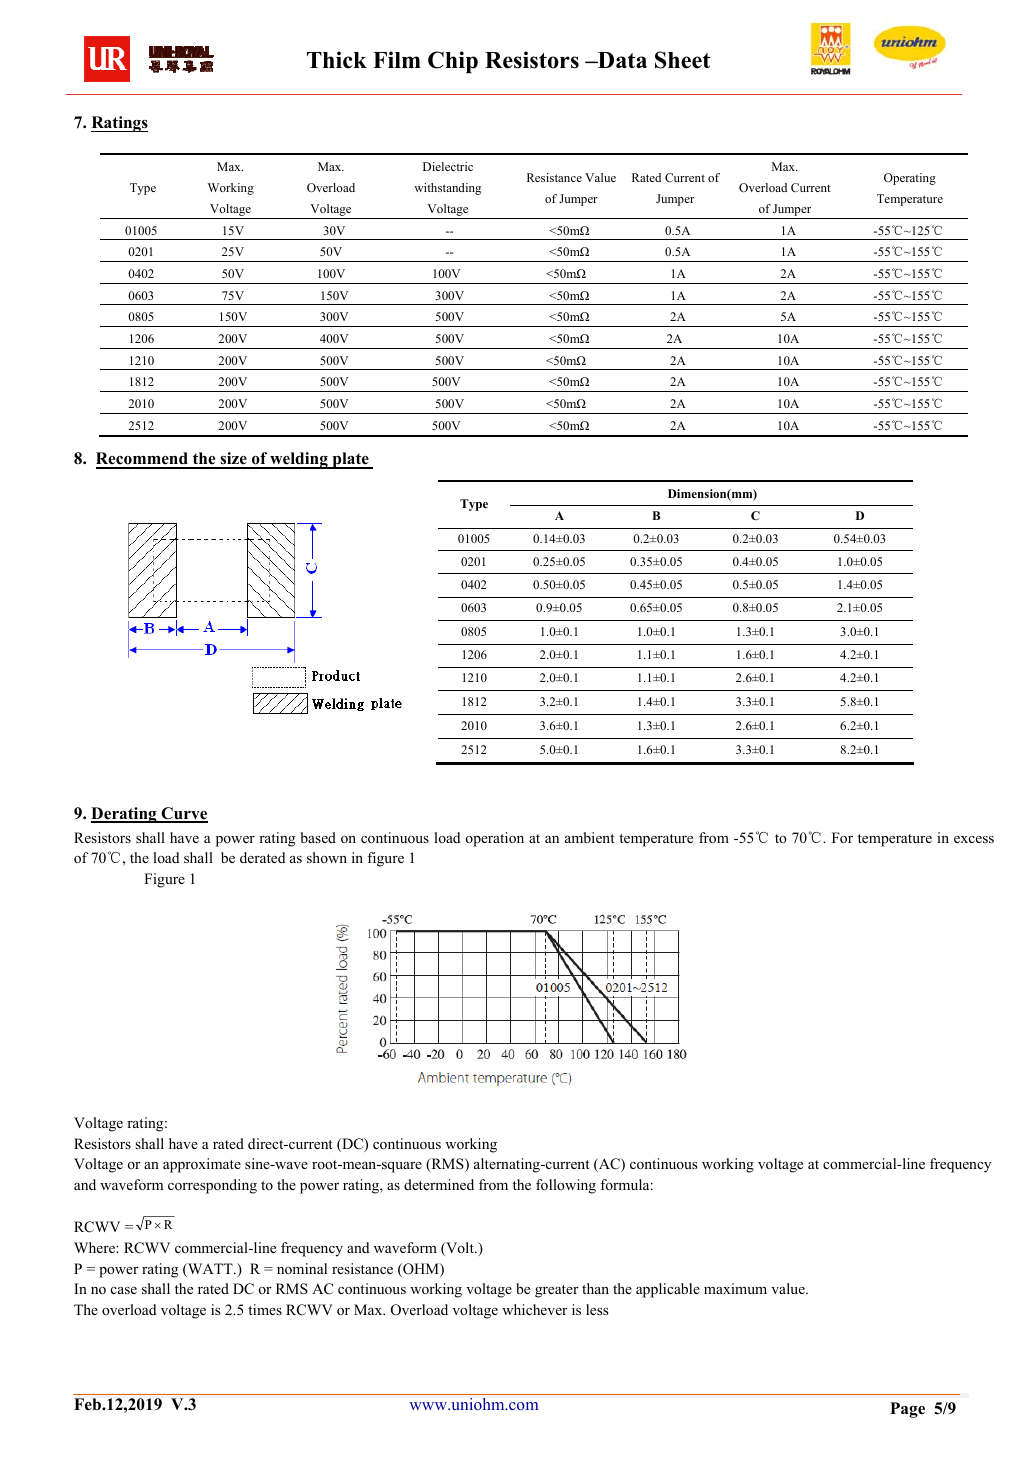 UR
UNI-ROYAL
Thick Film Chip Resistors –Data Sheet
ROYALOHM
uniohm
7. Ratings
Type Max. Working Voltage Max. Overload Voltage Dielectric withstanding Voltage Resistance Value of Jumper Rated Current of Jumper Max. Overload Current of Jumper Operating Temperature
01005 15V 30V -- <50mΩ 0.5A 1A -55℃~125℃
0201 25V 50V -- <50mΩ 0.5A 1A -55℃~155℃
0402 50V 100V 100V <50mΩ 1A 2A -55℃~155℃
0603 75V 150V 300V <50mΩ 1A 2A -55℃~155℃
0805 150V 300V 500V <50mΩ 2A 5A -55℃~155℃
1206 200V 400V 500V <50mΩ 2A 10A -55℃~155℃
1210 200V 500V 500V <50mΩ 2A 10A -55℃~155℃
1812 200V 500V 500V <50mΩ 2A 10A -55℃~155℃
2010 200V 500V 500V <50mΩ 2A 10A -55℃~155℃
2512 200V 500V 500V <50mΩ 2A 10A -55℃~155℃
8. Recommend the size of welding plate
C
B A
D
Product
Welding plate
Type Dimension(mm)
A B C D
01005 0.14±0.03 0.2±0.03 0.2±0.03 0.54±0.03
0201 0.25±0.05 0.35±0.05 0.4±0.05 1.0±0.05
0402 0.50±0.05 0.45±0.05 0.5±0.05 1.4±0.05
0603 0.9±0.05 0.65±0.05 0.8±0.05 2.1±0.05
0805 1.0±0.1 1.0±0.1 1.3±0.1 3.0±0.1
1206 2.0±0.1 1.1±0.1 1.6±0.1 4.2±0.1
1210 2.0±0.1 1.1±0.1 2.6±0.1 4.2±0.1
1812 3.2±0.1 1.4±0.1 3.3±0.1 5.8±0.1
2010 3.6±0.1 1.3±0.1 2.6±0.1 6.2±0.1
2512 5.0±0.1 1.6±0.1 3.3±0.1 8.2±0.1
9. Derating Curve
Resistors shall have a power rating based on continuous load operation at an ambient temperature from -55℃ to 70℃. For temperature in excess
of 70℃, the load shall be derated as shown in figure 1
Figure 1
-55°C 70°C 125°C 155°C
Percent rated load (%)
100
80
60
40
20
0
01005 0201~2512
-60 -40 -20 0 20 40 60 80 100 120 140 160 180
Ambient temperature (°C)
Voltage rating:
Resistors shall have a rated direct-current (DC) continuous working
Voltage or an approximate sine-wave root-mean-square (RMS) alternating-current (AC) continuous working voltage at commercial-line frequency
and waveform corresponding to the power rating, as determined from the following formula:
RCWV = √P × R
Where: RCWV commercial-line frequency and waveform (Volt.)
P = power rating (WATT.) R = nominal resistance (OHM)
In no case shall the rated DC or RMS AC continuous working voltage be greater than the applicable maximum value.
The overload voltage is 2.5 times RCWV or Max. Overload voltage whichever is less
Feb.12,2019 V.3
www.uniohm.com
Page 5/9